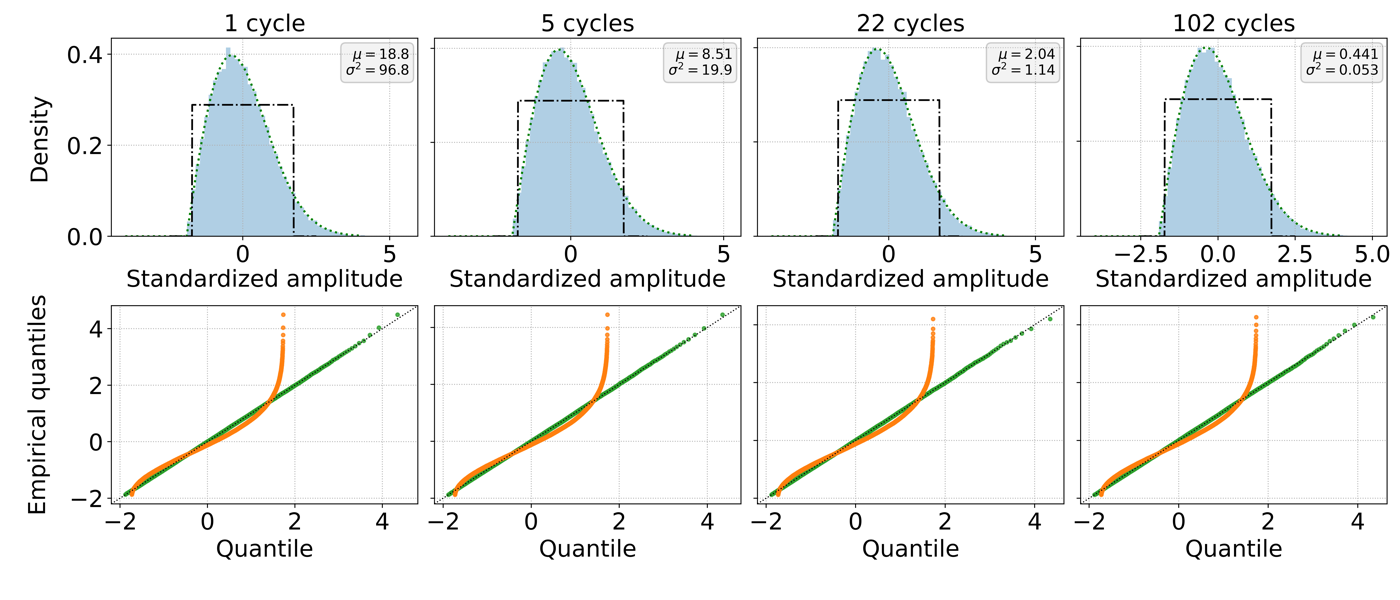 1 cycle
5 cycles
22 cycles
102 cycles
Density
0.4
0.2
0.0
μ = 18.8
σ² = 96.8
μ = 8.51
σ² = 19.9
μ = 2.04
σ² = 1.14
μ = 0.441
σ² = 0.053
0 5
0 5
0 5
−2.5 0.0 2.5 5.0
Standardized amplitude
Standardized amplitude
Standardized amplitude
Standardized amplitude
Empirical quantiles
4
2
0
−2
−2 0 2 4
−2 0 2 4
−2 0 2 4
−2 0 2 4
Quantile
Quantile
Quantile
Quantile